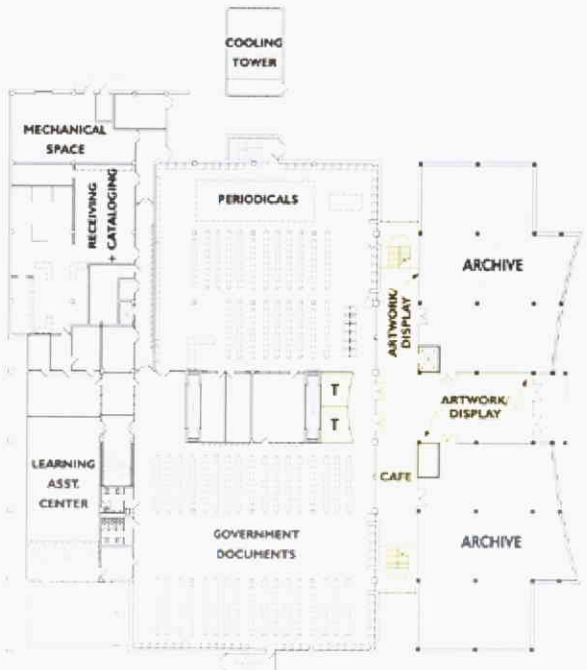 COOLING
TOWER
MECHANICAL
SPACE
RECEIVING
+ CATALOGING
PERIODICALS
ARCHIVE
ARTWORK/
DISPLAY
ARTWORK/
DISPLAY
T
T
LEARNING
ASST.
CENTER
CAFE
GOVERNMENT
DOCUMENTS
ARCHIVE